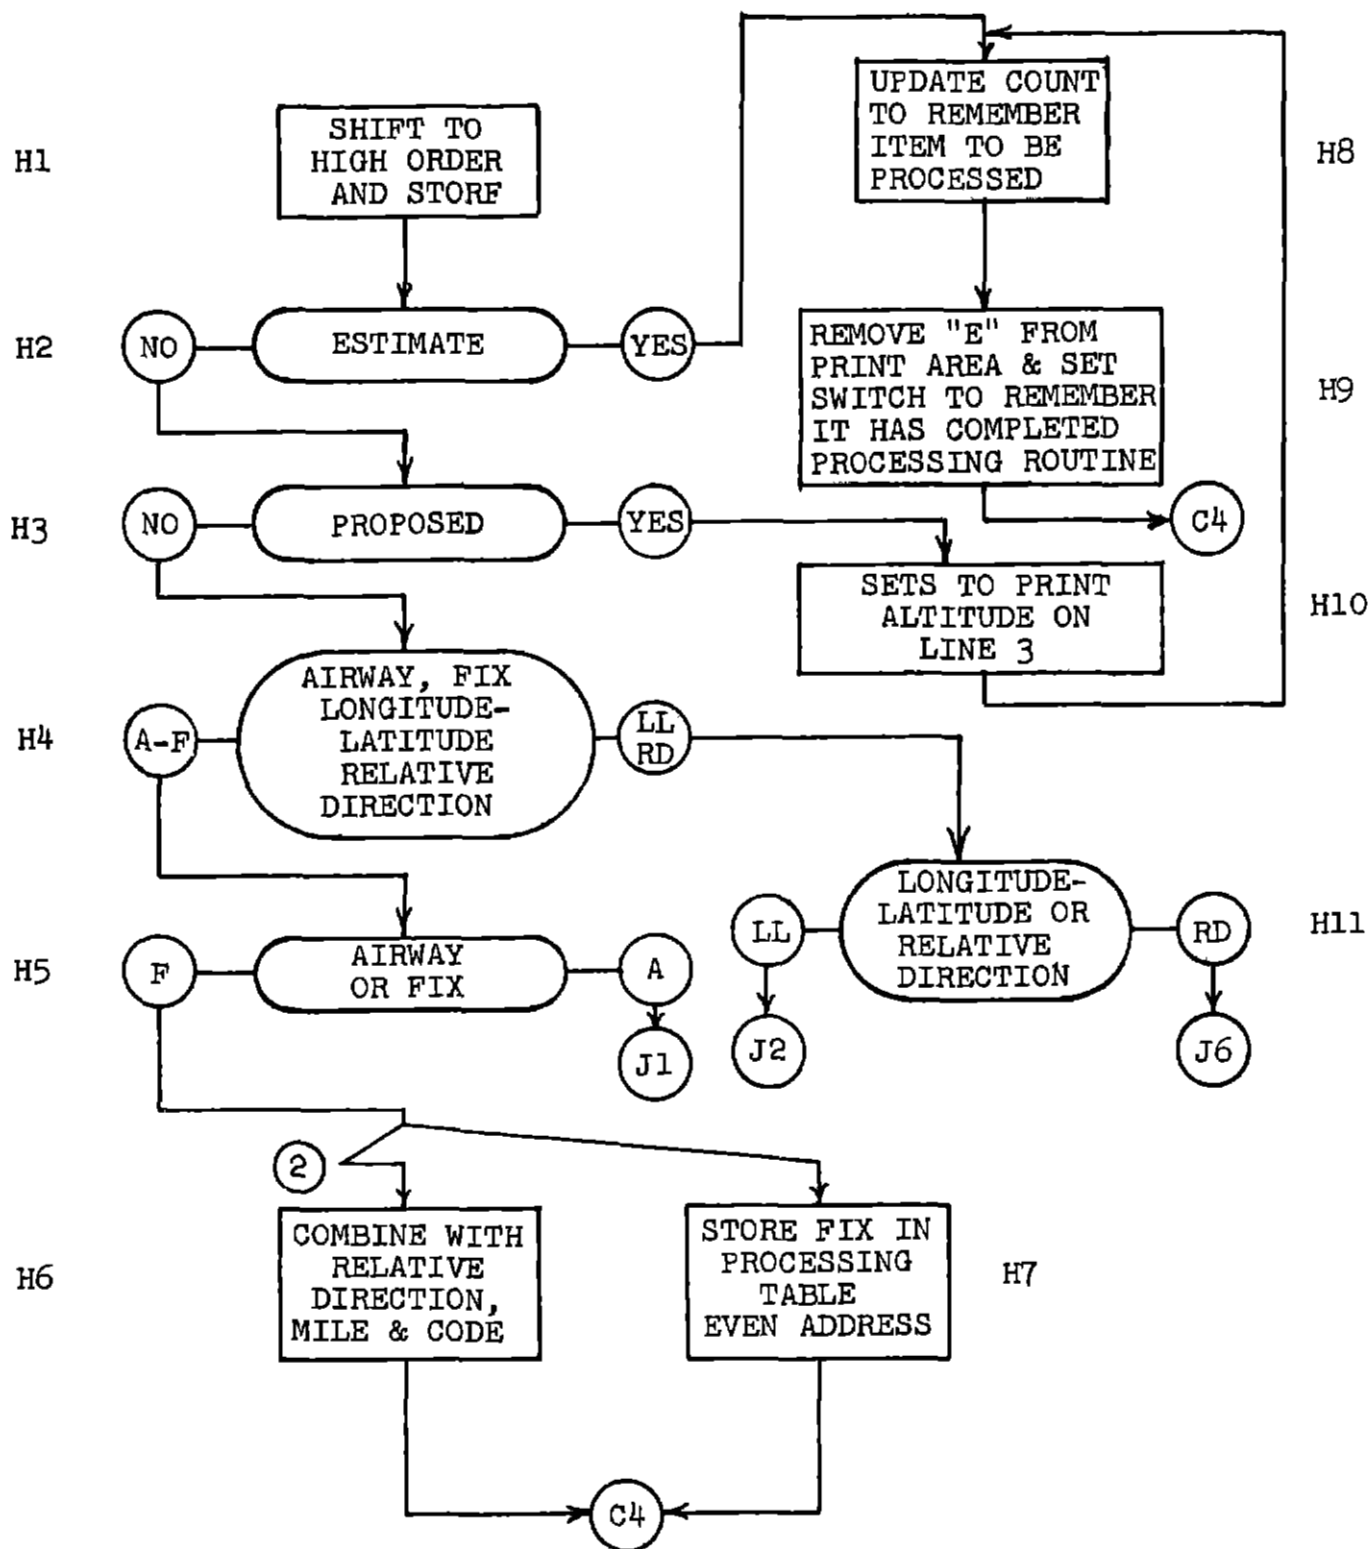 H1
SHIFT TO
HIGH ORDER
AND STORF
UPDATE COUNT
TO REMEMBER
ITEM TO BE
PROCESSED
H8
H2
NO
ESTIMATE
YES
REMOVE "E" FROM
PRINT AREA & SET
SWITCH TO REMEMBER
IT HAS COMPLETED
PROCESSING ROUTINE
H9
C4
H3
NO
PROPOSED
YES
SETS TO PRINT
ALTITUDE ON
LINE 3
H10
H4
A-F
AIRWAY, FIX
LONGITUDE-
LATITUDE
RELATIVE
DIRECTION
LL
RD
LL
LONGITUDE-
LATITUDE OR
RELATIVE
DIRECTION
RD
H11
J2
J6
H5
F
AIRWAY
OR FIX
A
J1
2
H6
COMBINE WITH
RELATIVE
DIRECTION,
MILE & CODE
STORE FIX IN
PROCESSING
TABLE
EVEN ADDRESS
H7
C4